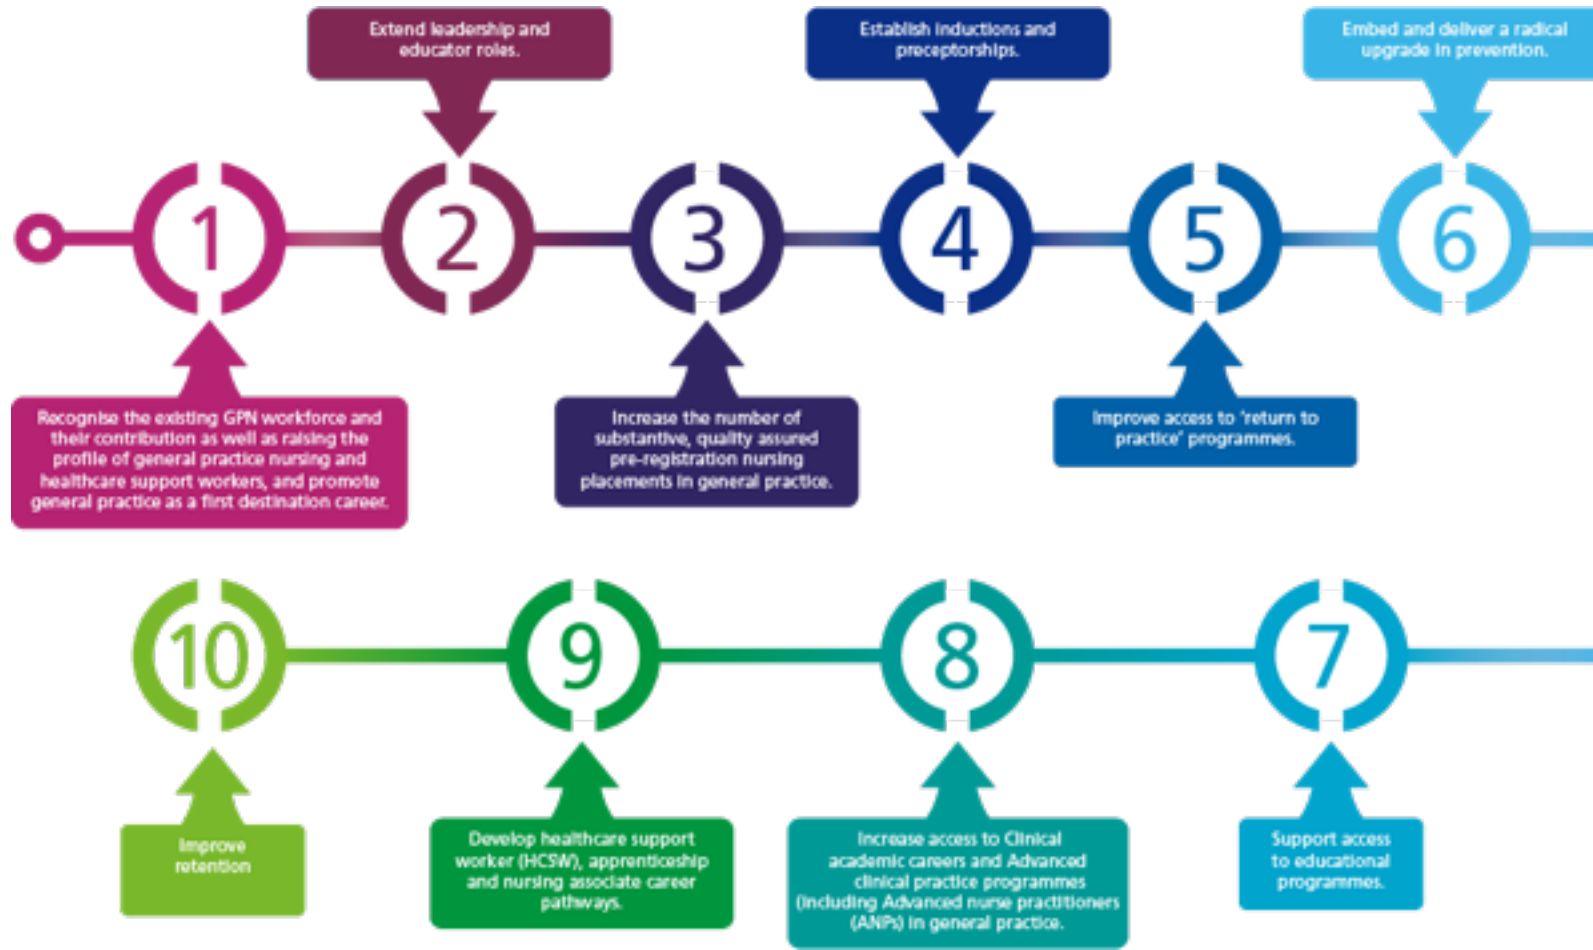 Extend leadership and
educator roles.
Establish inductions and
preceptorships.
Embed and deliver a radical
upgrade in prevention.
1
2
3
4
5
6
Recognise the existing GPN workforce and
their contribution as well as raising the
profile of general practice nursing and
healthcare support workers, and promote
general practice as a first destination career.
Increase the number of
substantive, quality assured
pre-registration nursing
placements in general practice.
Improve access to 'return to
practice' programmes.
10
9
8
7
Improve
retention
Develop healthcare support
worker (HCSW), apprenticeship
and nursing associate career
pathways.
Increase access to Clinical
academic careers and Advanced
clinical practice programmes
(including Advanced nurse practitioners
(ANPs) in general practice.
Support access
to educational
programmes.